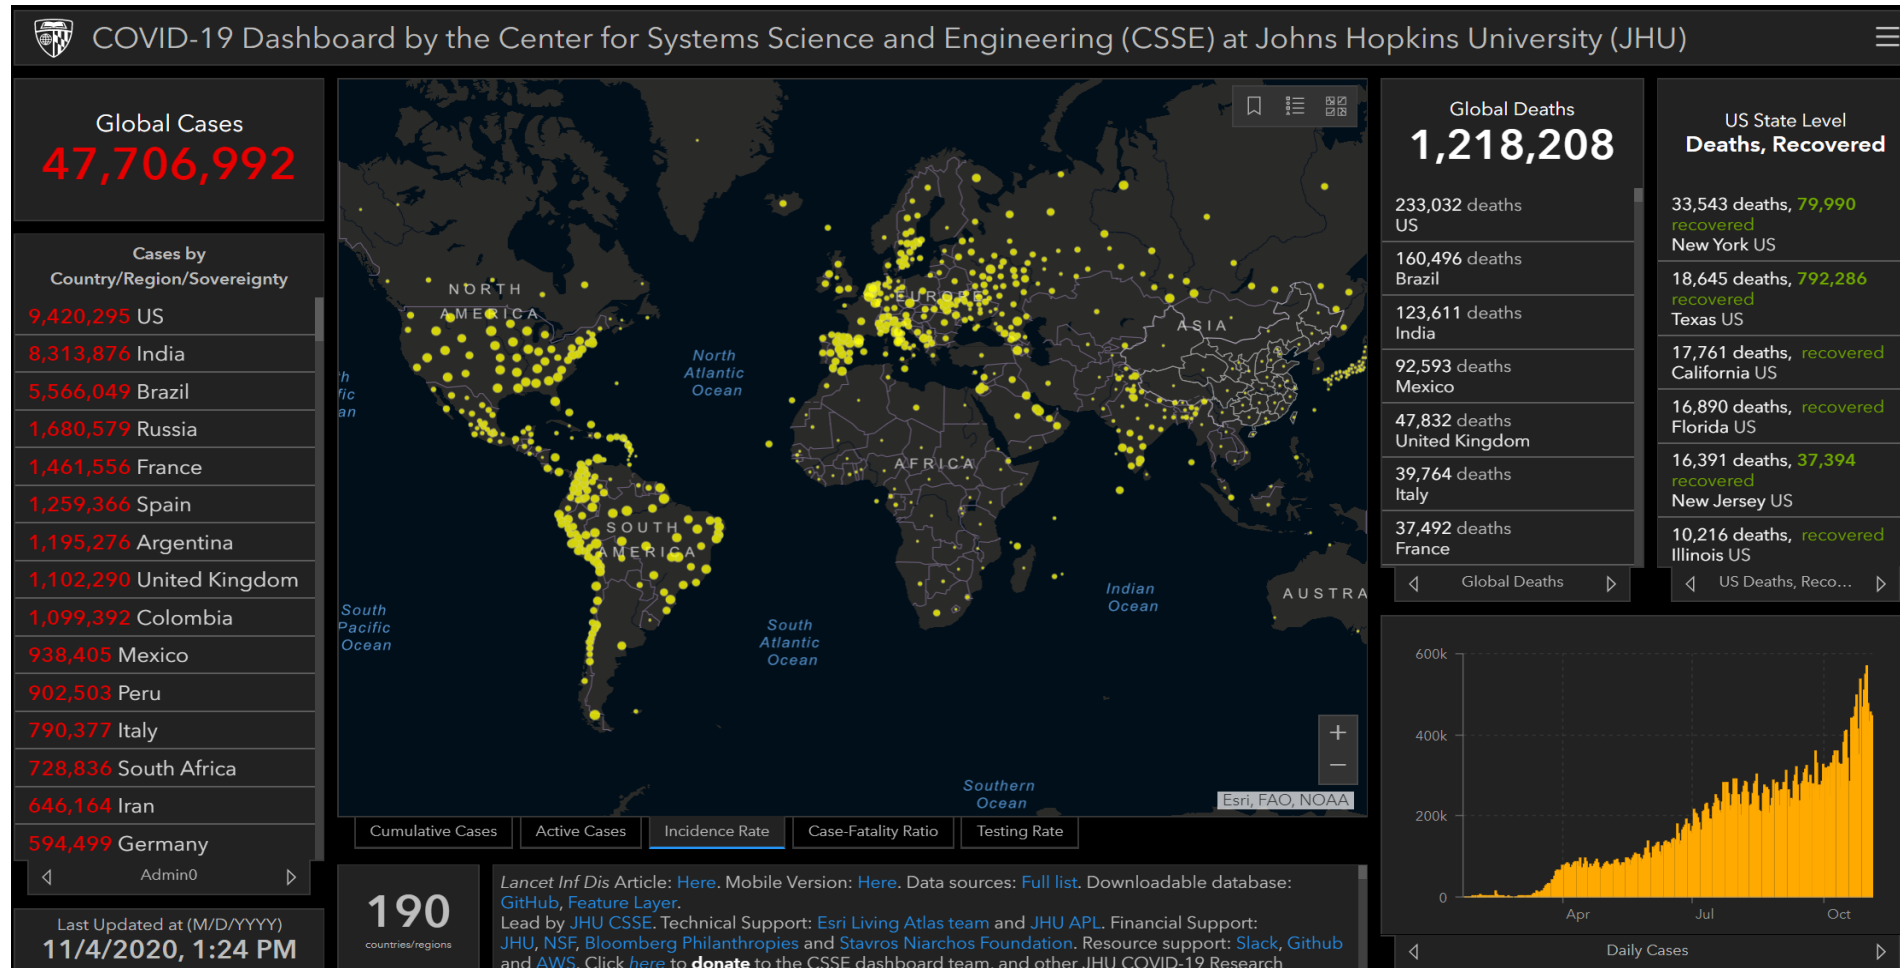 COVID-19 Dashboard by the Center for Systems Science and Engineering (CSSE) at Johns Hopkins University (JHU)
Global Cases
47,706,992
Cases by
Country/Region/Sovereignty
9,420,295 US
8,313,876 India
5,566,049 Brazil
1,680,579 Russia
1,461,556 France
1,259,366 Spain
1,195,276 Argentina
1,102,290 United Kingdom
1,099,392 Colombia
938,405 Mexico
902,503 Peru
790,377 Italy
728,836 South Africa
646,164 Iran
594,499 Germany
Admin0
Last Updated at (M/D/YYYY)
11/4/2020, 1:24 PM
NORTH
AMERICA
EUROPE
ASIA
North
Atlantic
Ocean
h
fic
an
AFRICA
SOUTH
AMERICA
Indian
Ocean
AUSTRA
South
Pacific
Ocean
South
Atlantic
Ocean
Southern
Ocean
Esri, FAO, NOAA
Cumulative Cases
Active Cases
Incidence Rate
Case-Fatality Ratio
Testing Rate
190
countries/regions
Lancet Inf Dis Article: Here. Mobile Version: Here. Data sources: Full list. Downloadable database:
GitHub, Feature Layer.
Lead by JHU CSSE. Technical Support: Esri Living Atlas team and JHU APL. Financial Support:
JHU, NSF, Bloomberg Philanthropies and Stavros Niarchos Foundation. Resource support: Slack, Github
and AWS. Click here to donate to the CSSE dashboard team, and other JHU COVID-19 Research
Global Deaths
1,218,208
233,032 deaths
US
160,496 deaths
Brazil
123,611 deaths
India
92,593 deaths
Mexico
47,832 deaths
United Kingdom
39,764 deaths
Italy
37,492 deaths
France
Global Deaths
US State Level
Deaths, Recovered
33,543 deaths, 79,990
recovered
New York US
18,645 deaths, 792,286
recovered
Texas US
17,761 deaths, recovered
California US
16,890 deaths, recovered
Florida US
16,391 deaths, 37,394
recovered
New Jersey US
10,216 deaths, recovered
Illinois US
US Deaths, Reco...
600k
400k
200k
0
Apr
Jul
Oct
Daily Cases